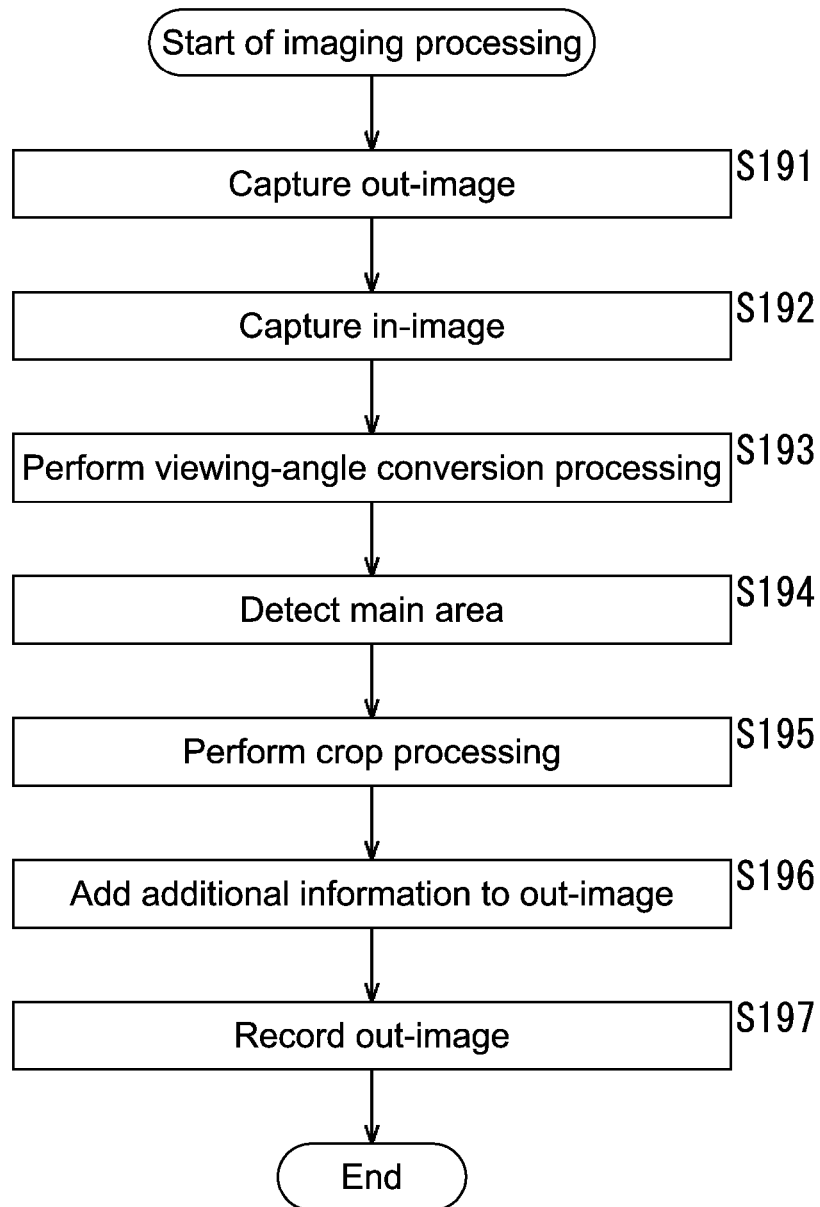 Start of imaging processing
S191
Capture out-image
S192
Capture in-image
S193
Perform viewing-angle conversion processing
S194
Detect main area
S195
Perform crop processing
S196
Add additional information to out-image
S197
Record out-image
End